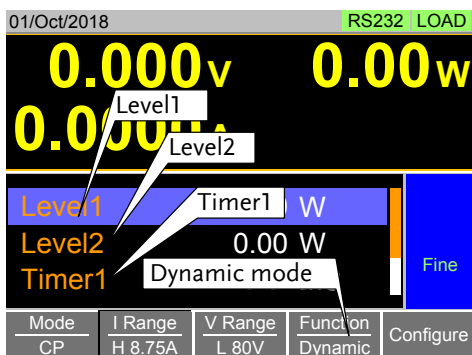 01/Oct/2018 RS232 LOAD
0.000V 0.00W
Level1
Level2
Level1 Timer1 W
Level2 0.00 W
Timer1 Dynamic mode
Fine
Mode I Range V Range Function Configure
CP H 8.75A L 80V Dynamic